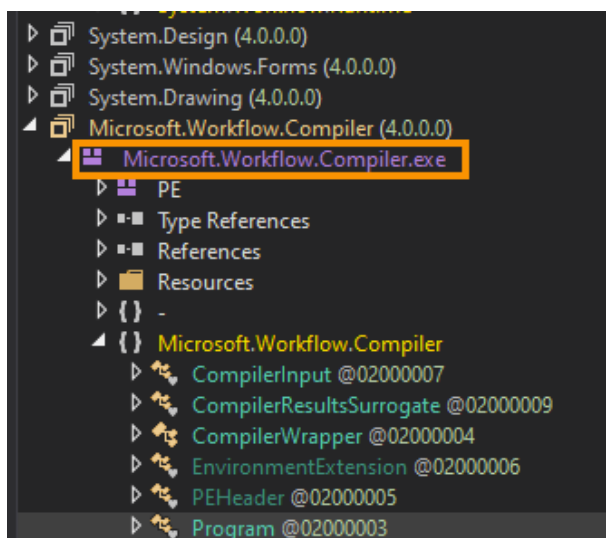 System.Design (4.0.0.0)
System.Windows.Forms (4.0.0.0)
System.Drawing (4.0.0.0)
Microsoft.Workflow.Compiler (4.0.0.0)
Microsoft.Workflow.Compiler.exe
PE
Type References
References
Resources
{ } -
{ } Microsoft.Workflow.Compiler
CompilerInput @02000007
CompilerResultsSurrogate @02000009
CompilerWrapper @02000004
EnvironmentExtension @02000006
PEHeader @02000005
Program @02000003